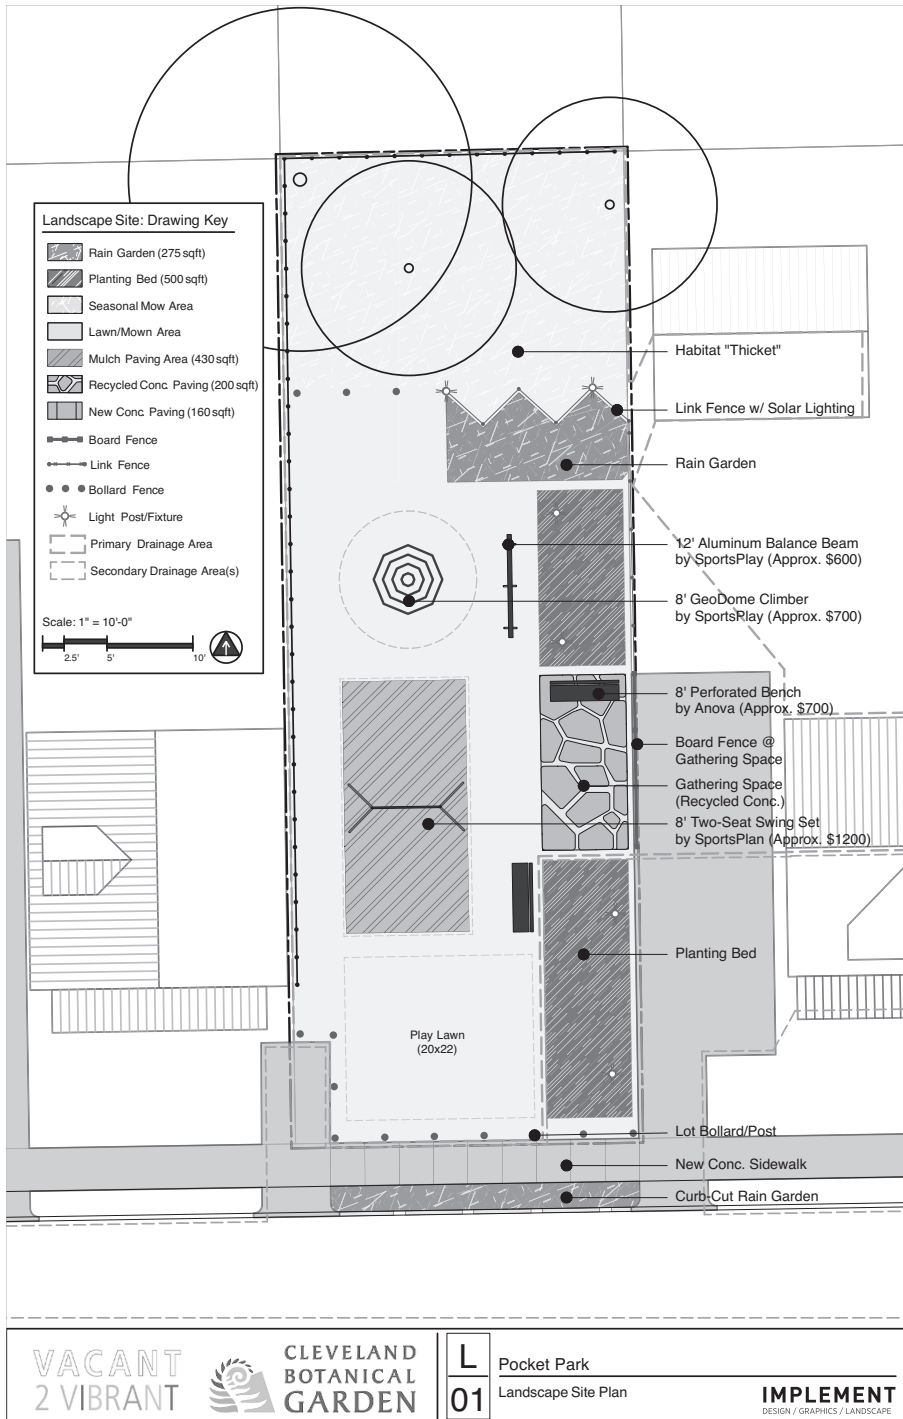 Landscape Site: Drawing Key
Rain Garden (275 sqft)
Planting Bed (500 sqft)
Seasonal Mow Area
Lawn/Mown Area
Mulch Paving Area (430 sqft)
Recycled Conc. Paving (200 sqft)
New Conc. Paving (160 sqft)
Board Fence
Link Fence
Bollard Fence
Light Post/Fixture
Primary Drainage Area
Secondary Drainage Area(s)
Scale: 1" = 10'-0"
2.5' 5' 10'
Habitat "Thicket"
Link Fence w/ Solar Lighting
Rain Garden
12' Aluminum Balance Beam
by SportsPlay (Approx. $600)
8' GeoDome Climber
by SportsPlay (Approx. $700)
8' Perforated Bench
by Anova (Approx. $700)
Board Fence @
Gathering Space
Gathering Space
(Recycled Conc.)
8' Two-Seat Swing Set
by SportsPlan (Approx. $1200)
Planting Bed
Play Lawn
(20x22)
Lot Bollard/Post
New Conc. Sidewalk
Curb-Cut Rain Garden
VACANT
2 VIBRANT
CLEVELAND
BOTANICAL
GARDEN
L
01
Pocket Park
Landscape Site Plan
IMPLEMENT
DESIGN / GRAPHICS / LANDSCAPE